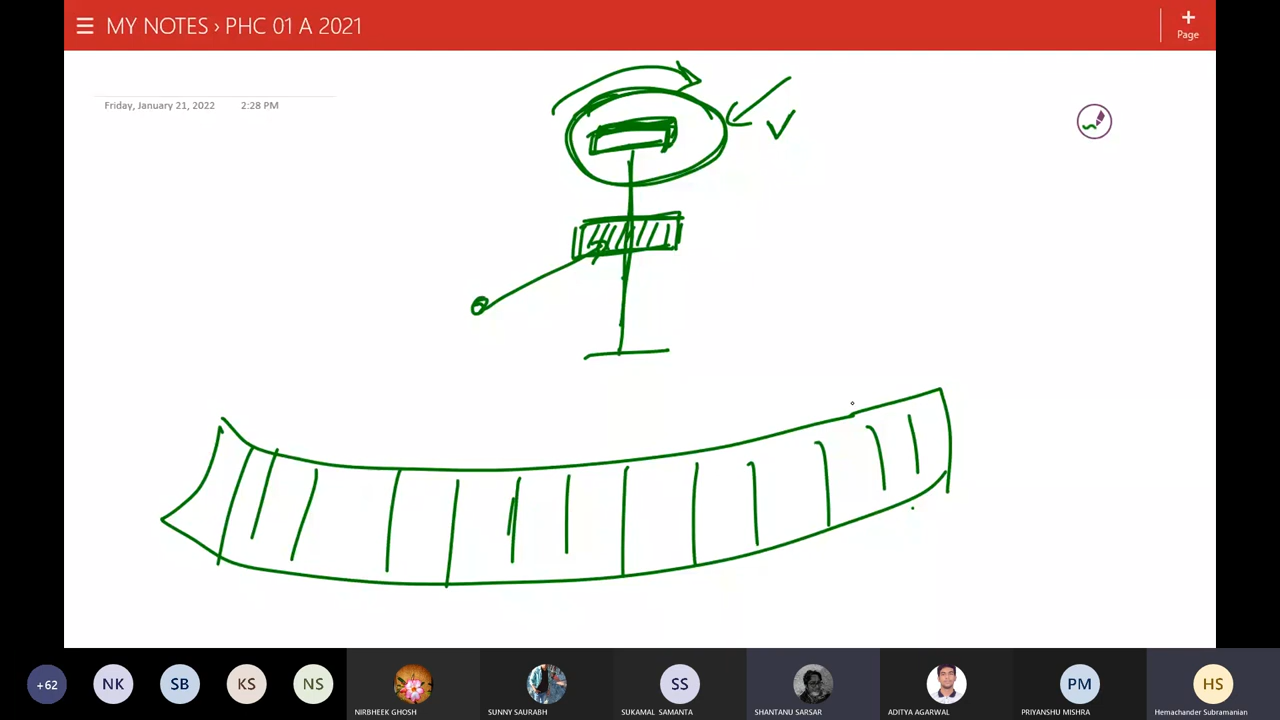 MY NOTES › PHC 01 A 2021
+
Page
Friday, January 21, 2022 2:28 PM
V
+62
NK
SB
KS
NS
SS
PM
HS
NIRBHEEK GHOSH
SUNNY SAURABH
SUKAMAL SAMANTA
SHANTANU SARSAR
ADITYA AGARWAL
PRIYANSHU MISHRA
Hemachander Subramanian